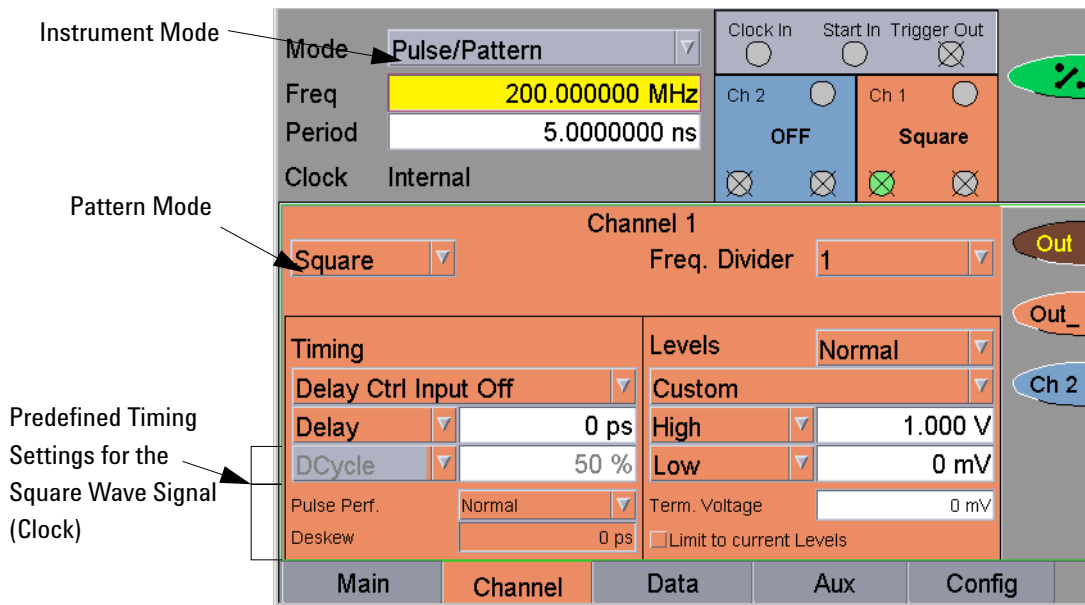 Instrument Mode
Mode Pulse/Pattern
Clock In Start In Trigger Out
Freq 200.000000 MHz
Ch 2 Ch 1
Period 5.0000000 ns
OFF Square
Clock Internal
Pattern Mode
Channel 1
Square Freq. Divider 1
Out
Out_
Timing Levels Normal
Delay Ctrl Input Off Custom
Ch 2
Delay 0 ps High 1.000 V
DCycle 50 % Low 0 mV
Pulse Perf. Normal Term. Voltage 0 mV
Deskew 0 ps Limit to current Levels
Predefined Timing
Settings for the
Square Wave Signal
(Clock)
Main Channel Data Aux Config